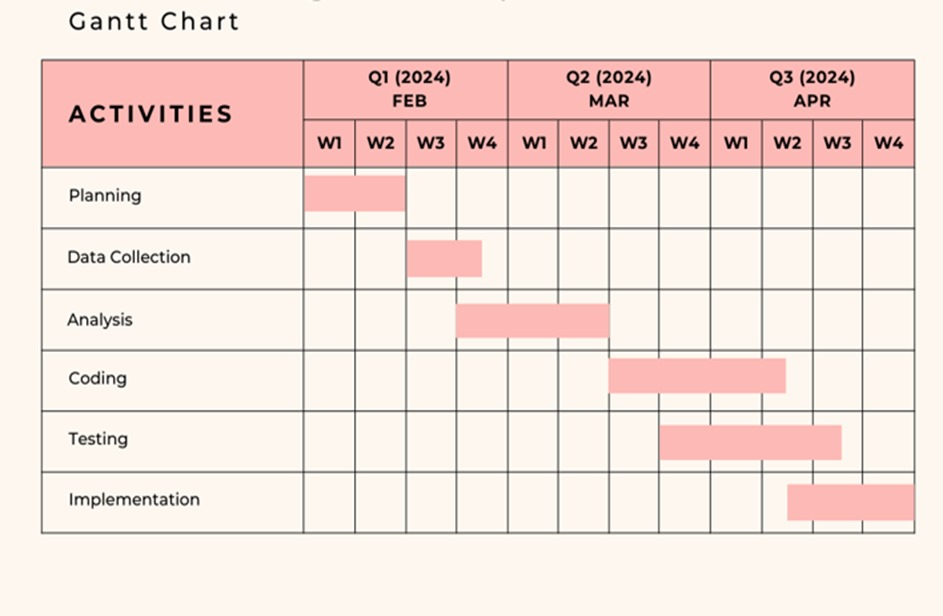 Gantt Chart
ACTIVITIES
Q1 (2024)
FEB
Q2 (2024)
MAR
Q3 (2024)
APR
W1 W2 W3 W4 W1 W2 W3 W4 W1 W2 W3 W4
Planning
Data Collection
Analysis
Coding
Testing
Implementation